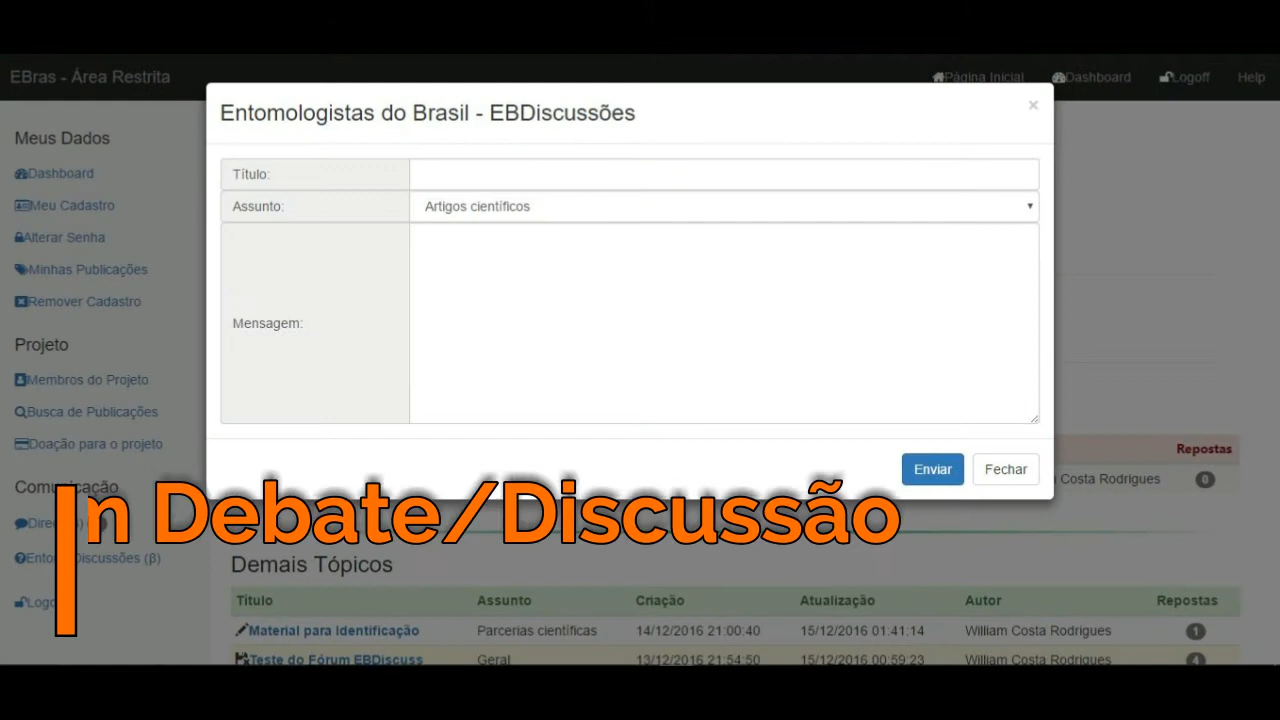 EBras - Área Restrita
Página Inicial
Dashboard
Logoff
Help
Entomologistas do Brasil - EBDiscussões
×
Título:
Assunto:
Artigos científicos
Mensagem:
Enviar
Fechar
Meus Dados
Dashboard
Meu Cadastro
Alterar Senha
Minhas Publicações
Remover Cadastro
Projeto
Membros do Projeto
Busca de Publicações
Doação para o projeto
Debate/Discussão
Discussões (β)
Repostas
Costa Rodrigues
0
Demais Tópicos
Título Assunto Criação Atualização Autor Repostas
Material para Identificação Parcerias científicas 14/12/2016 21:00:40 15/12/2016 01:41:14 William Costa Rodrigues 1
Teste do Fórum EBDiscuss Geral 13/12/2016 21:54:50 15/12/2016 00:59:23 William Costa Rodrigues 4